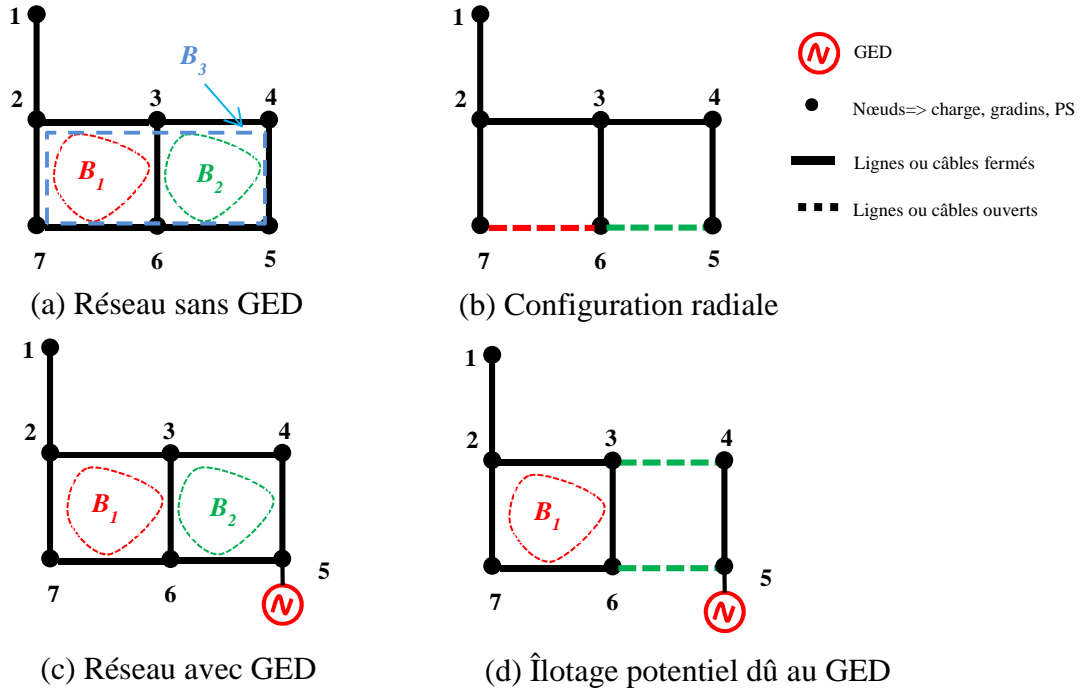 1
B3
2
3
4
B1
B2
7
6
5
(a) Réseau sans GED
1
2
3
4
7
6
5
(b) Configuration radiale
GED
Nœuds=> charge, gradins, PS
Lignes ou câbles fermés
Lignes ou câbles ouverts
1
2
3
4
B1
B2
7
6
5
(c) Réseau avec GED
1
2
3
4
B1
7
6
5
(d) Îlotage potentiel dû au GED